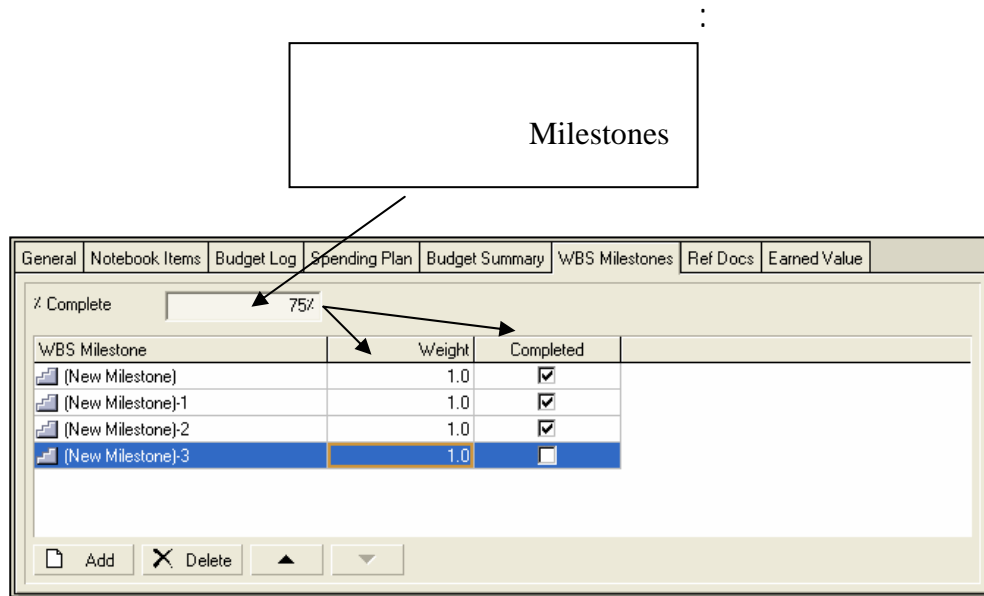 :
Milestones
General Notebook Items Budget Log Spending Plan Budget Summary WBS Milestones Ref Docs Earned Value
% Complete 75%
WBS Milestone Weight Completed
(New Milestone) 1.0
(New Milestone)-1 1.0
(New Milestone)-2 1.0
(New Milestone)-3 1.0
Add Delete